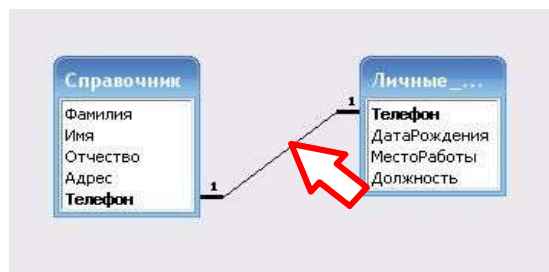 Справочник
Фамилия
Имя
Отчество
Адрес
Телефон
1
1
Личные_...
Телефон
ДатаРождения
МестоРаботы
Должность